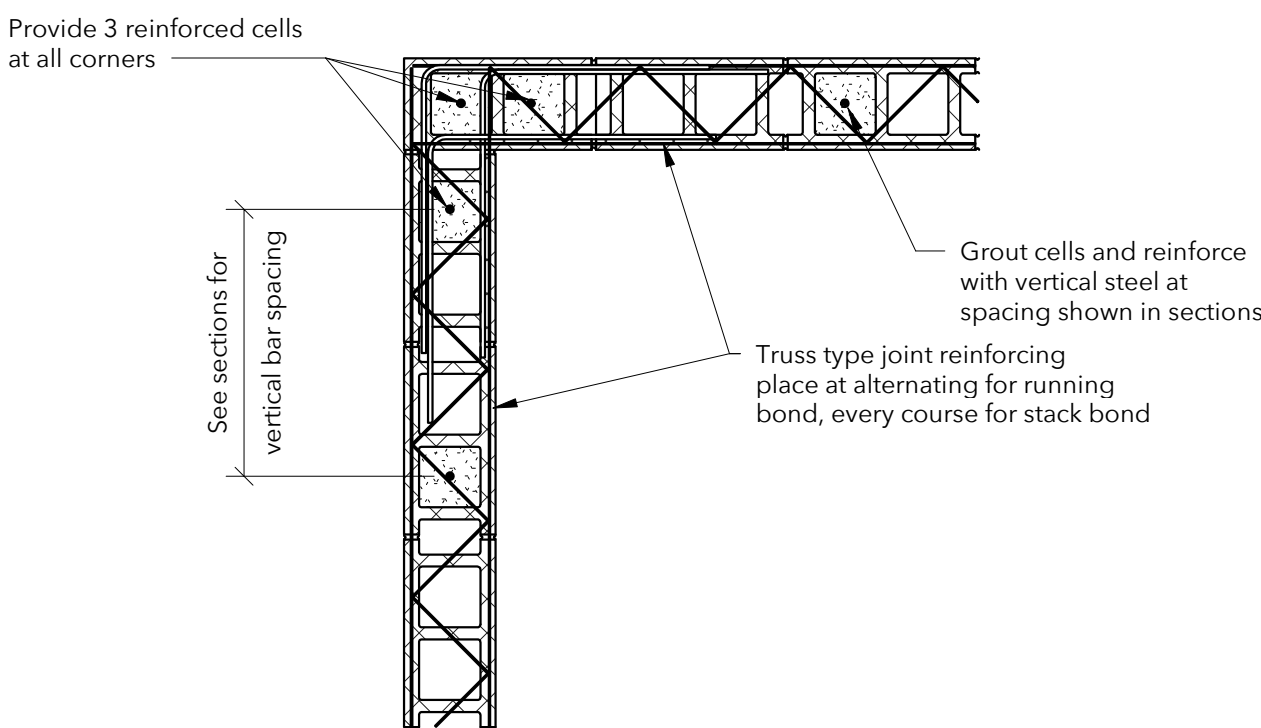 Provide 3 reinforced cells
at all corners
See sections for
vertical bar spacing
Grout cells and reinforce
with vertical steel at
spacing shown in sections
Truss type joint reinforcing
place at alternating for running
bond, every course for stack bond